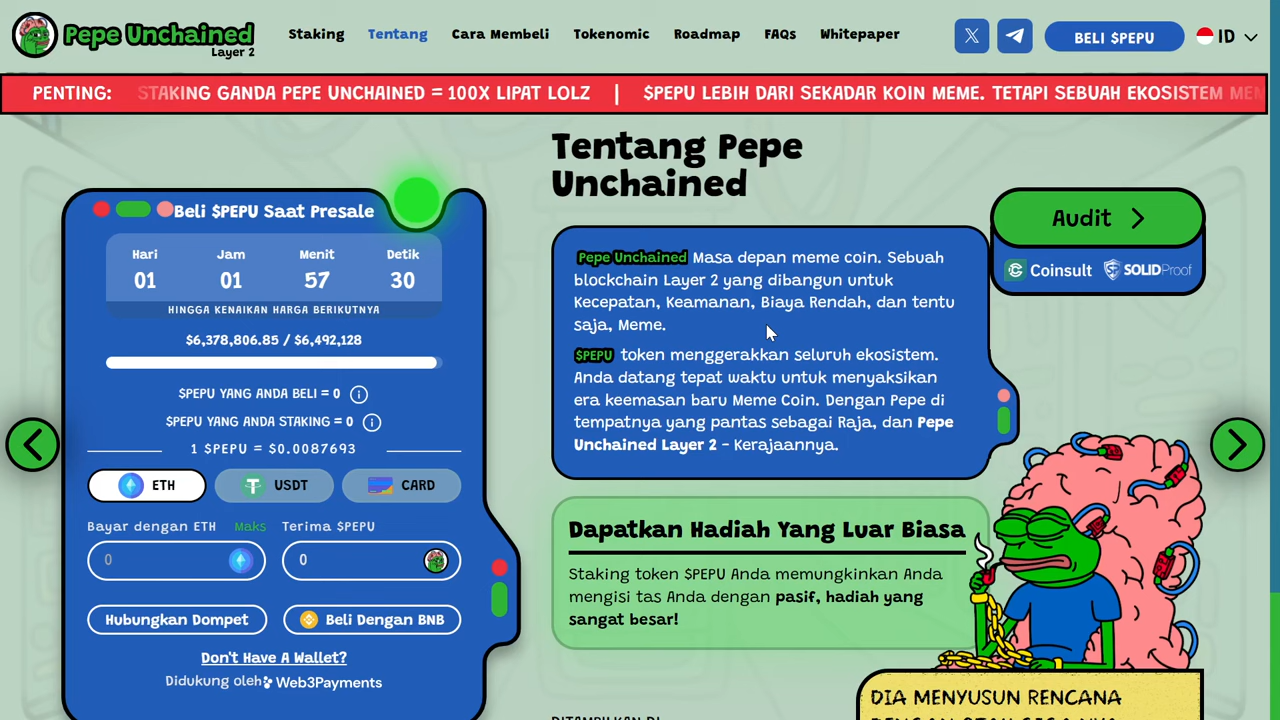 Pepe Unchained
Layer 2
Staking
Tentang
Cara Membeli
Tokenomic
Roadmap
FAQs
Whitepaper
BELI $PEPU
ID
PENTING:
STAKING GANDA PEPE UNCHAINED = 100X LIPAT LOLZ | $PEPU LEBIH DARI SEKADAR KOIN MEME. TETAPI SEBUAH EKOSISTEM MEM
Beli $PEPU Saat Presale
Hari Jam Menit Detik
01 01 57 30
HINGGA KENAIKAN HARGA BERIKUTNYA
$6,378,806.85 / $6,492,128
$PEPU YANG ANDA BELI = 0
$PEPU YANG ANDA STAKING = 0
1 $PEPU = $0.0087693
ETH USDT CARD
Bayar dengan ETH Maks Terima $PEPU
0 0
Hubungkan Dompet Beli Dengan BNB
Don't Have A Wallet?
Didukung oleh Web3Payments
Tentang Pepe
Unchained
Pepe Unchained Masa depan meme coin. Sebuah
blockchain Layer 2 yang dibangun untuk
Kecepatan, Keamanan, Biaya Rendah, dan tentu
saja, Meme.
$PEPU token menggerakkan seluruh ekosistem.
Anda datang tepat waktu untuk menyaksikan
era keemasan baru Meme Coin. Dengan Pepe di
tempatnya yang pantas sebagai Raja, dan Pepe
Unchained Layer 2 - Kerajaannya.
Audit
Coinsult SOLIDProof
Dapatkan Hadiah Yang Luar Biasa
Staking token $PEPU Anda memungkinkan Anda
mengisi tas Anda dengan pasif, hadiah yang
sangat besar!
DIA MENYUSUN RENCANA